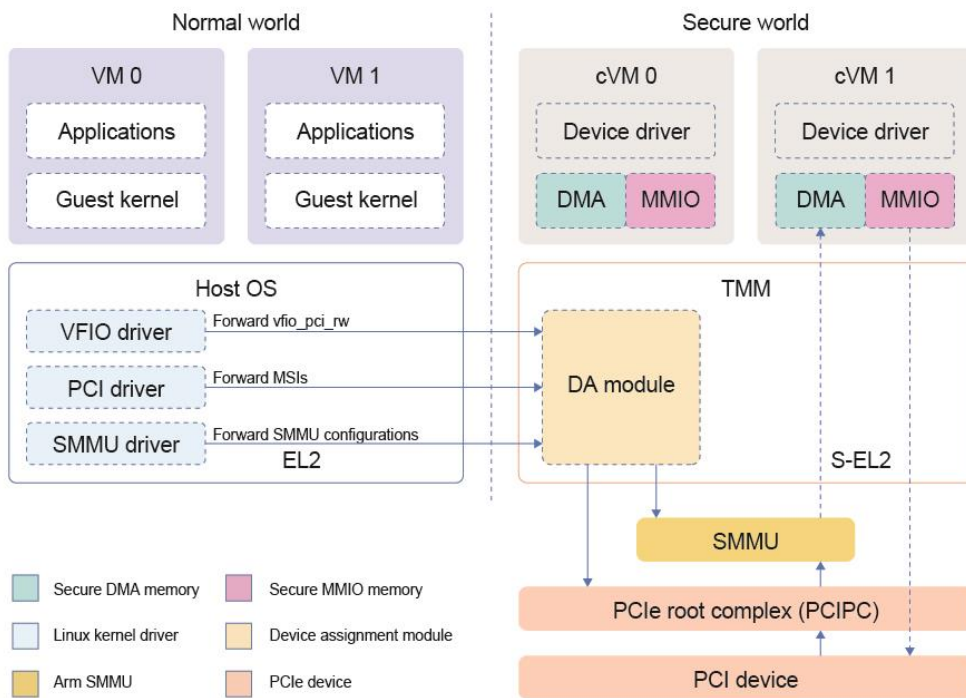 Normal world
Secure world
VM 0
VM 1
cVM 0
cVM 1
Applications
Applications
Device driver
Device driver
Guest kernel
Guest kernel
DMA
MMIO
DMA
MMIO
Host OS
TMM
VFIO driver
Forward vfio_pci_rw
PCI driver
Forward MSIs
DA module
SMMU driver
Forward SMMU configurations
EL2
S-EL2
SMMU
PCIe root complex (PCIPC)
PCI device
Secure DMA memory
Secure MMIO memory
Linux kernel driver
Device assignment module
Arm SMMU
PCIe device